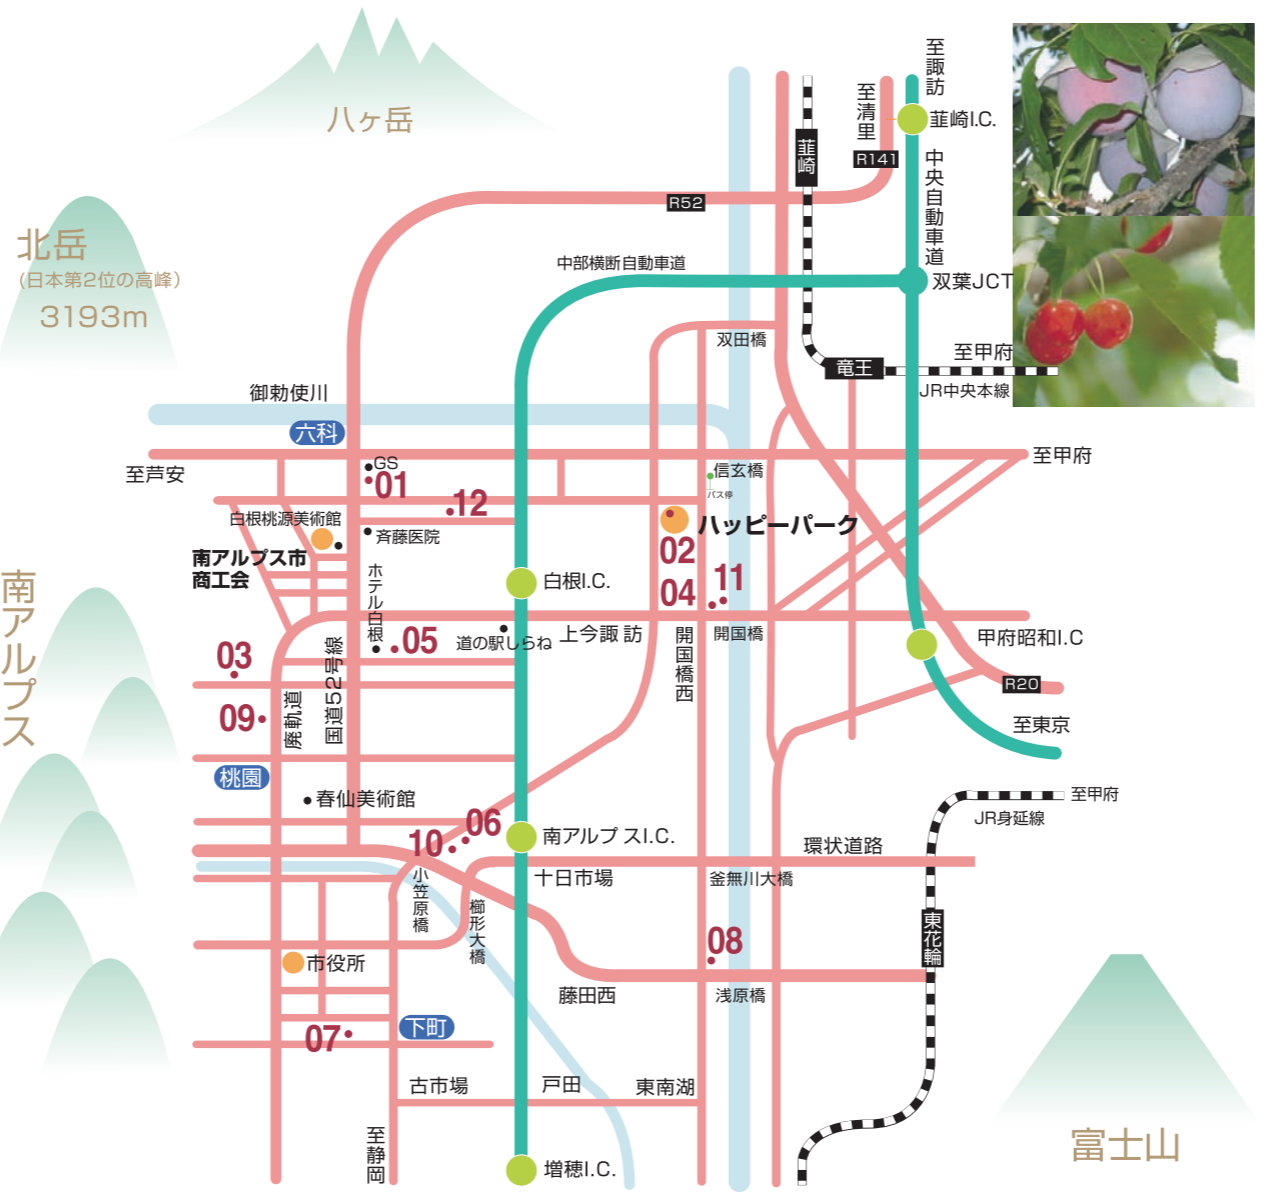 至諏訪
八ヶ岳
至清里
韮崎I.C.
韮崎
R141
中央自動車道
R52
北岳
(日本第2位の高峰)
3193m
中部横断自動車道
双葉JCT
双田橋
至甲府
竜王
JR中央本線
御勅使川
六科
至芦安
GS
01
信玄橋
至甲府
バス停
12
白根桃源美術館
斉藤医院
ハッピーパーク
南アルプス市
商工会
02
04
11
ホテル白根
白根I.C.
南アルプス
03
05
道の駅しらね
上今諏訪
開国橋
開国橋西
甲府昭和I.C
国道52号線
R20
09
廃軌道
至東京
桃園
春仙美術館
至甲府
JR身延線
06
10
南アルプスI.C.
環状道路
小笠原橋
十日市場
釜無川大橋
櫛形大橋
東花輪
08
市役所
藤田西
浅原橋
07
下町
古市場
戸田
東南湖
至静岡
富士山
増穂I.C.